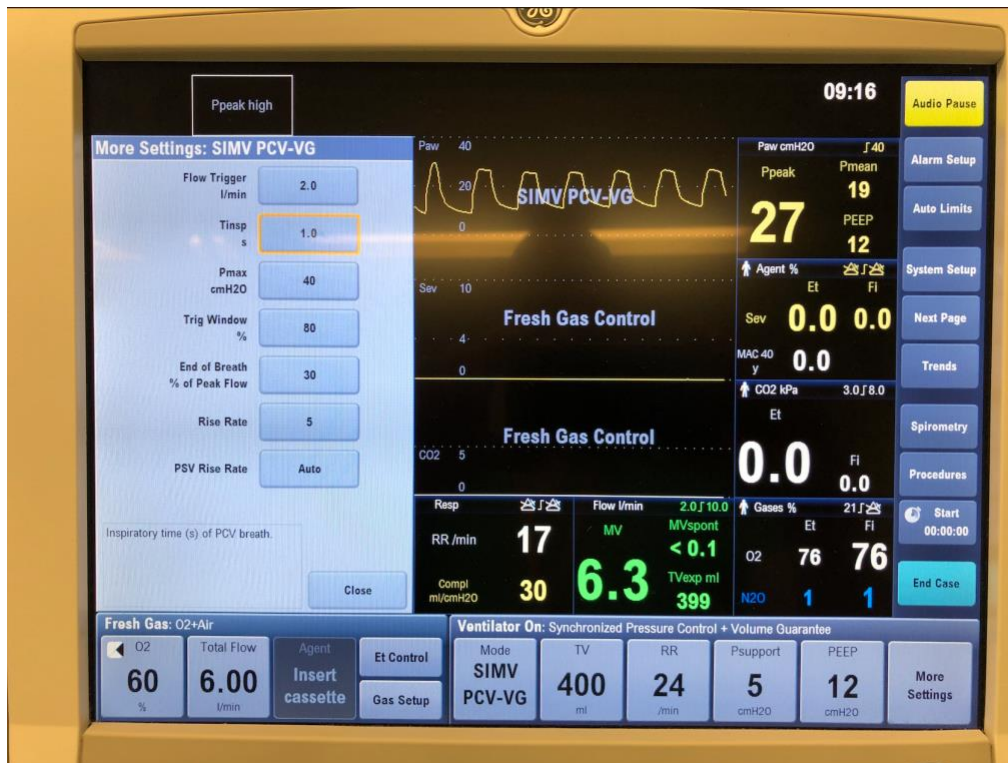 GE
Ppeak high
09:16
Audio Pause
More Settings: SIMV PCV-VG
Flow Trigger
l/min
2.0
Tinsp
s
1.0
Pmax
cmH2O
40
Trig Window
%
80
End of Breath
% of Peak Flow
30
Rise Rate
5
PSV Rise Rate
Auto
Inspiratory time (s) of PCV breath.
Close
Paw 40
20
0
SIMV PCV-VG
Sev 10
4
0
Fresh Gas Control
Fresh Gas Control
CO2 5
0
Paw cmH2O 40
Ppeak
27
Pmean
19
PEEP
12
Agent %
Et Fi
Sev 0.0 0.0
MAC 40
y
0.0
CO2 kPa 3.0 8.0
Et
0.0
Fi
0.0
Resp
RR /min 17
Compl
ml/cmH2O
30
Flow l/min 2.0 10.0
MV
6.3
MVspont
< 0.1
TVexp ml
399
Gases % 21
Et Fi
O2 76 76
N2O 1 1
Alarm Setup
Auto Limits
System Setup
Next Page
Trends
Spirometry
Procedures
Start
00:00:00
End Case
Fresh Gas: O2+Air
O2
60
%
Total Flow
6.00
l/min
Agent
Insert
cassette
Et Control
Gas Setup
Ventilator On: Synchronized Pressure Control + Volume Guarantee
Mode
SIMV
PCV-VG
TV
400
ml
RR
24
/min
Psupport
5
cmH2O
PEEP
12
cmH2O
More
Settings